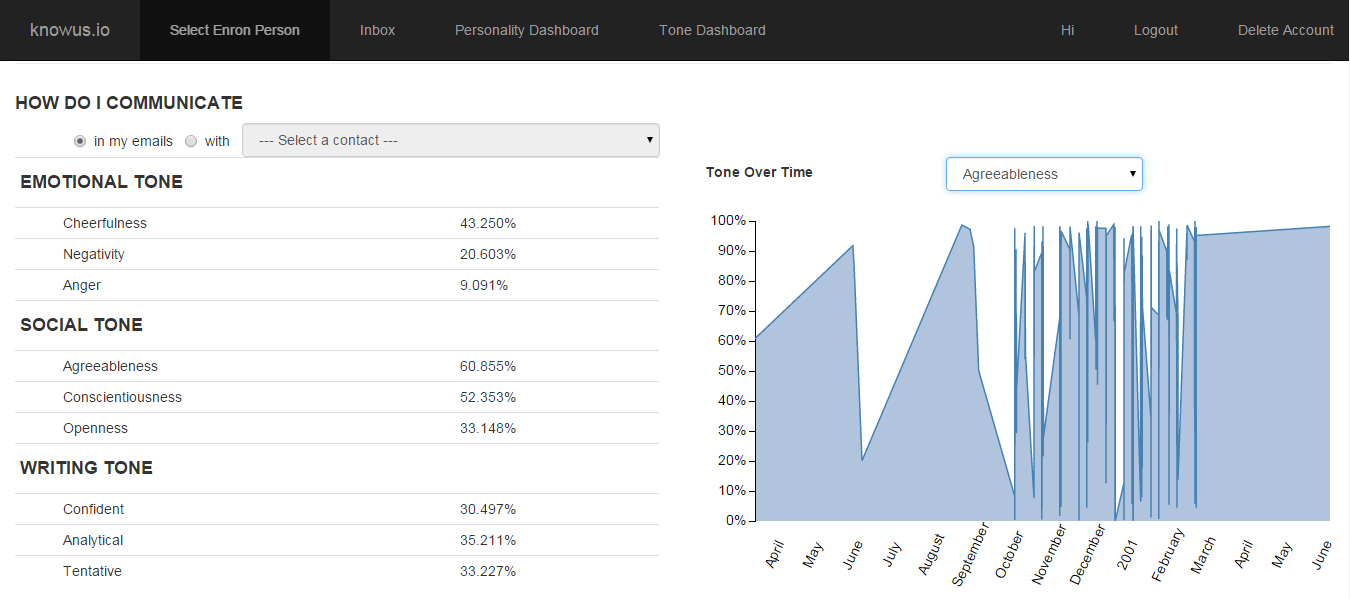 knowus.io Select Enron Person Inbox Personality Dashboard Tone Dashboard Hi Logout Delete Account
HOW DO I COMMUNICATE
in my emails with --- Select a contact ---
EMOTIONAL TONE
Cheerfulness 43.250%
Negativity 20.603%
Anger 9.091%
SOCIAL TONE
Agreeableness 60.855%
Conscientiousness 52.353%
Openness 33.148%
WRITING TONE
Confident 30.497%
Analytical 35.211%
Tentative 33.227%
Tone Over Time Agreeableness
100%
90%
80%
70%
60%
50%
40%
30%
20%
10%
0%
April May June July August September October November December 2001 February March April May June